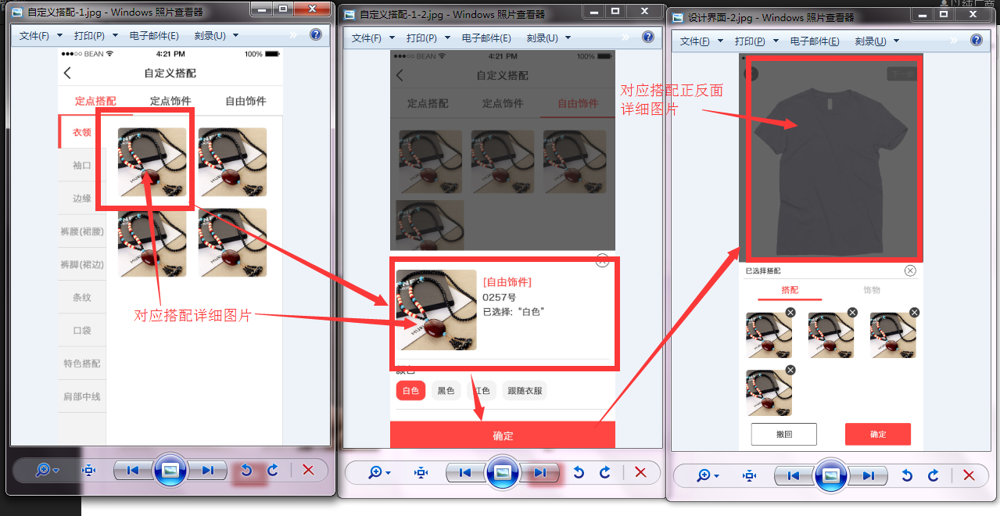 自定义搭配-1.jpg - Windows 照片查看器
文件(F) 打印(P) 电子邮件(E) 刻录(U) »
●●●○○ BEAN 4:21 PM 100%
自定义搭配
定点搭配 定点饰件 自由饰件
衣领
袖口
边缘
裤腰(裙腰)
裤脚(裙边)
条纹
口袋
特色搭配
肩部中线
对应搭配详细图片
自定义搭配-1-2.jpg - Windows 照片查看器
文件(F) 打印(P) 电子邮件(E) 刻录(U) »
●●●○○ BEAN 4:21 PM 100%
自定义搭配
定点搭配 定点饰件 自由饰件
[自由饰件]
0257号
已选择：“白色”
颜色
白色 黑色 红色 跟随衣服
确定
设计界面-2.jpg - Windows 照片查看器
文件(F) 打印(P) 电子邮件(E) 刻录(U) »
下一步
对应搭配正反面
详细图片
已选择搭配
搭配 饰物
撤回 确定